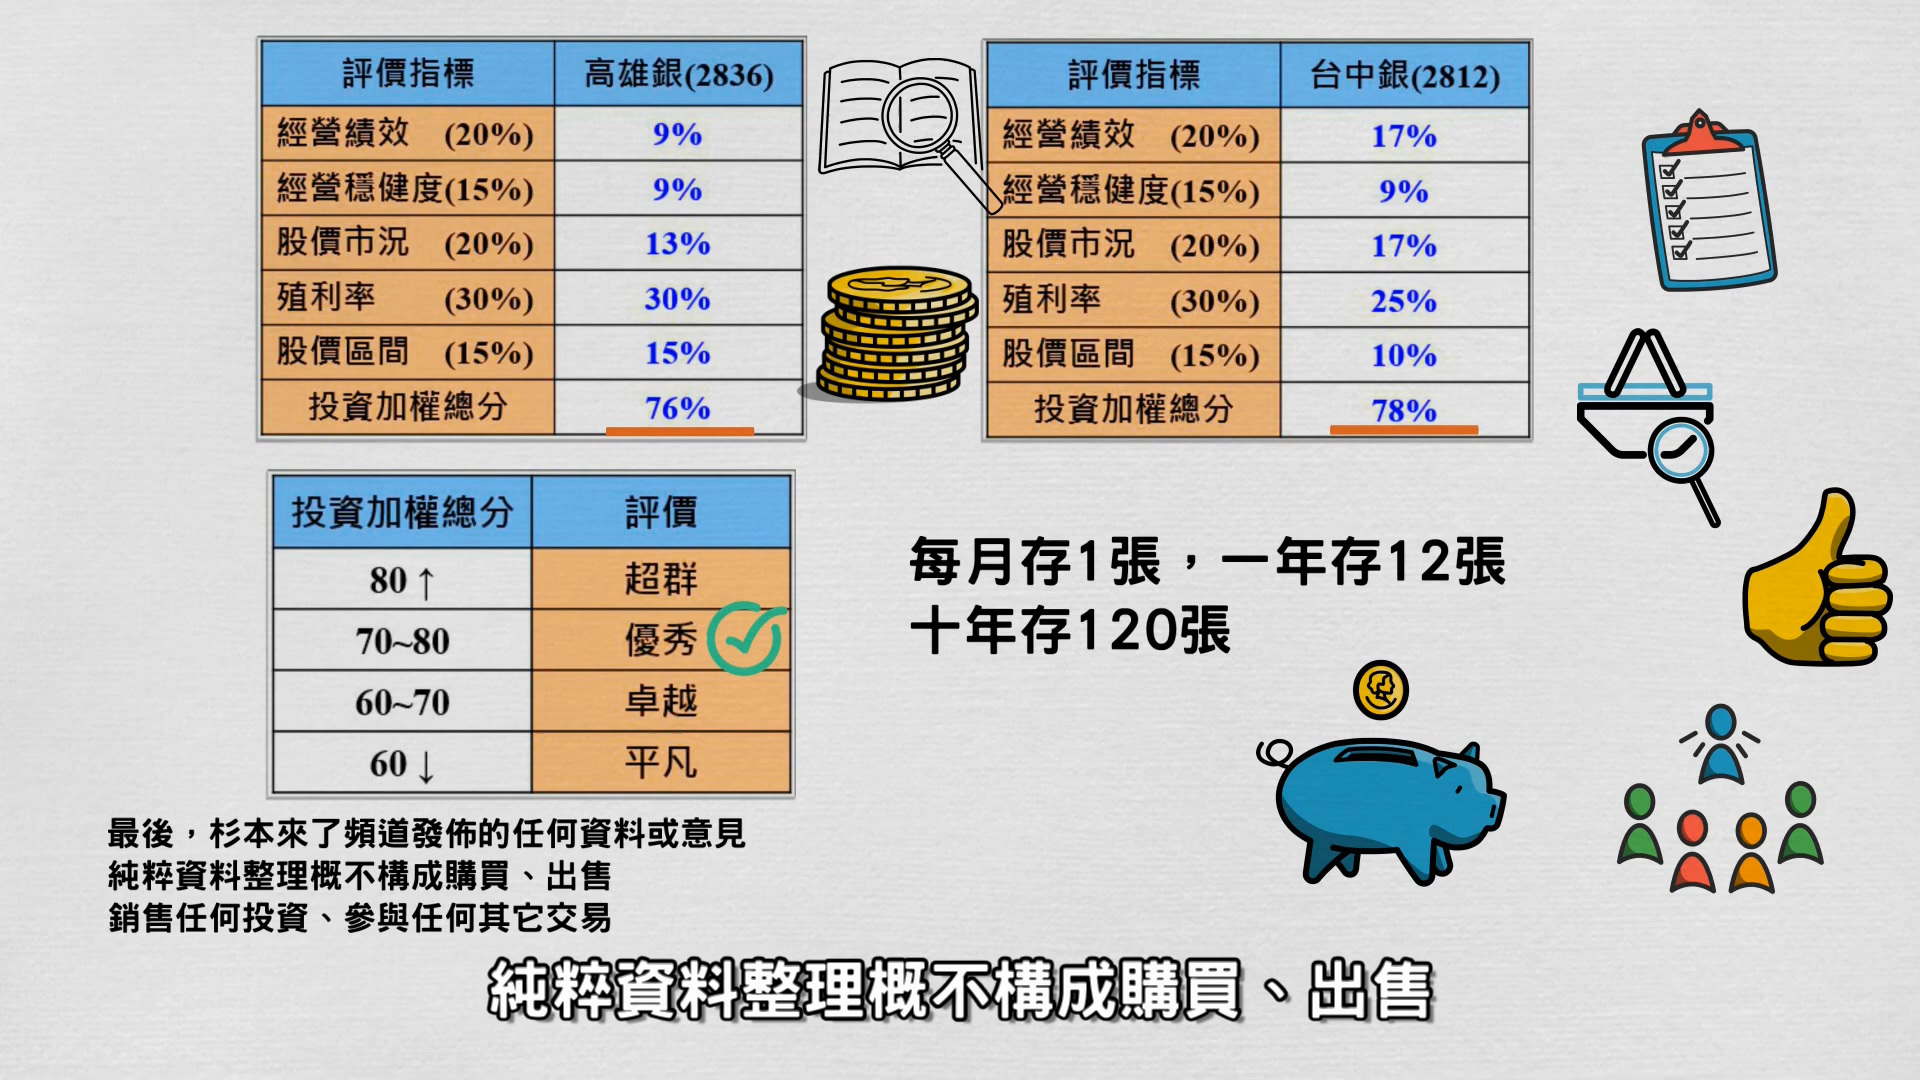 評價指標 高雄銀(2836)
經營績效 (20%) 9%
經營穩健度(15%) 9%
股價市況 (20%) 13%
殖利率 (30%) 30%
股價區間 (15%) 15%
投資加權總分 76%
評價指標 台中銀(2812)
經營績效 (20%) 17%
經營穩健度(15%) 9%
股價市況 (20%) 17%
殖利率 (30%) 25%
股價區間 (15%) 10%
投資加權總分 78%
投資加權總分 評價
80↑ 超群
70~80 優秀
60~70 卓越
60↓ 平凡
每月存1張，一年存12張
十年存120張
最後，杉本來了頻道發佈的任何資料或意見
純粹資料整理概不構成購買、出售
銷售任何投資、參與任何其它交易
純粹資料整理概不構成購買、出售